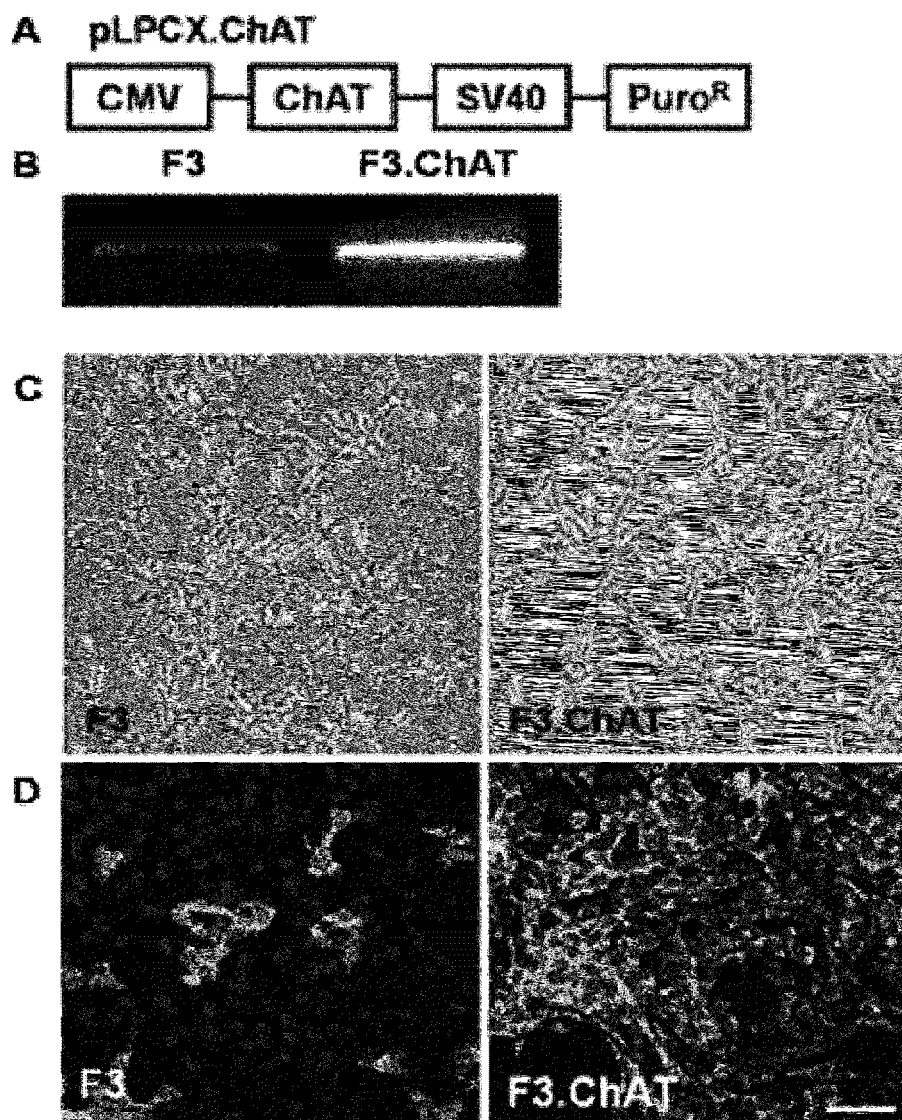 A pLPCX.ChAT
CMV ChAT SV40 Puro^R
B F3 F3.ChAT
C
F3 F3.ChAT
D
F3 F3.ChAT